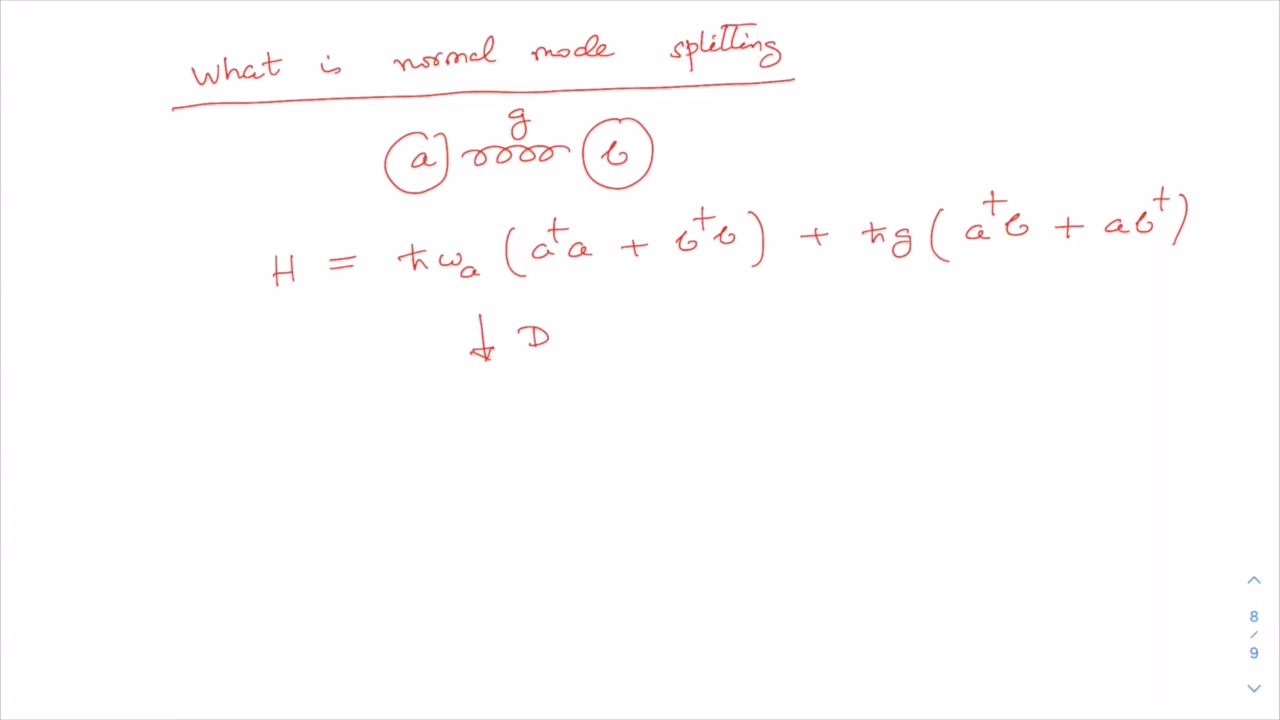 What is normal mode splitting
g
a b
H = ħω_a (a†a + b†b) + ħg (a†b + ab†)
↓ D
8
/
9